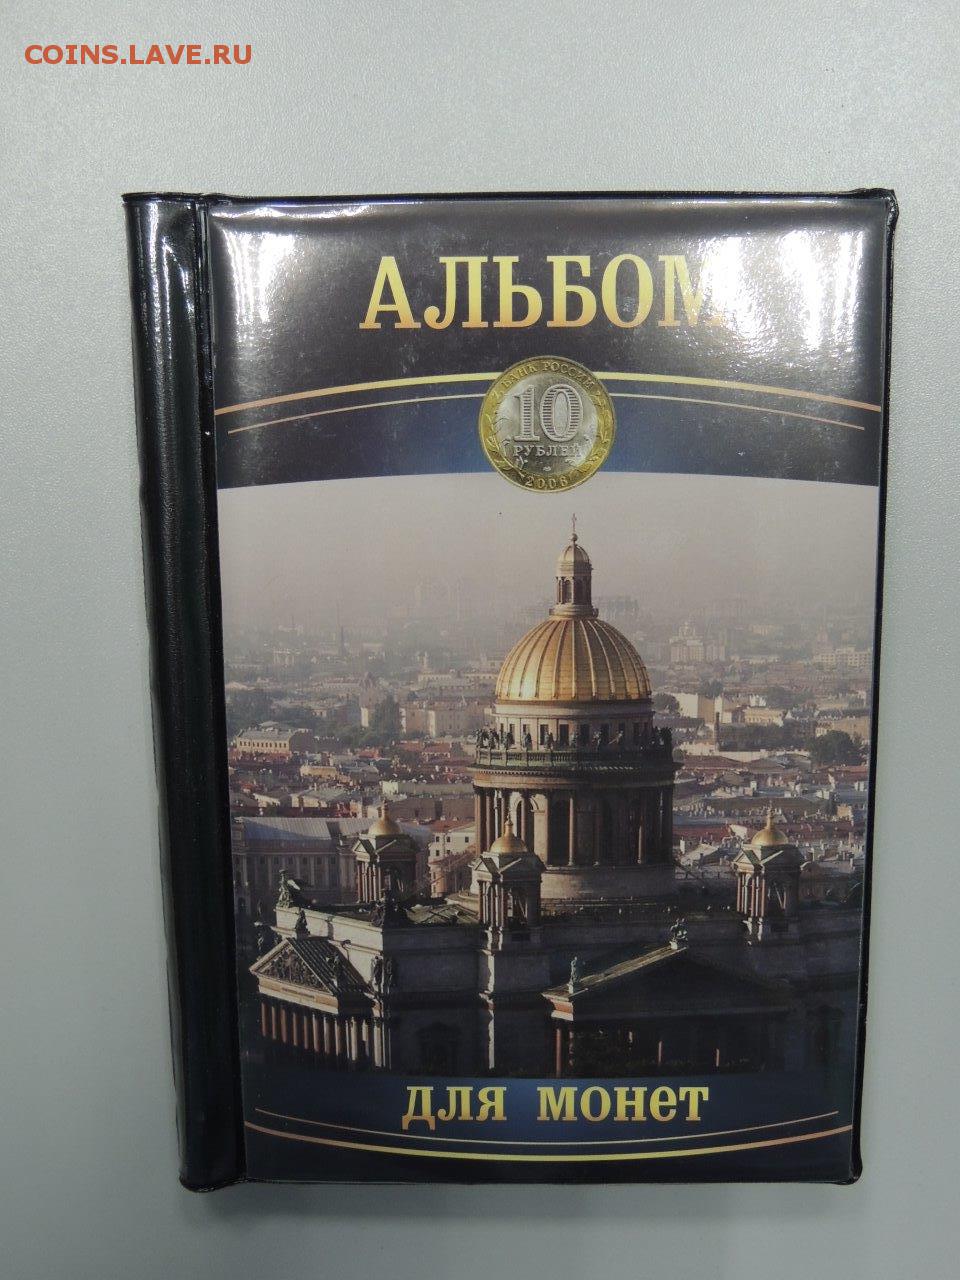 COINS.LAVE.RU
АЛЬБОМ
БАНК РОССИИ
10
РУБЛЕЙ
2006
для монет